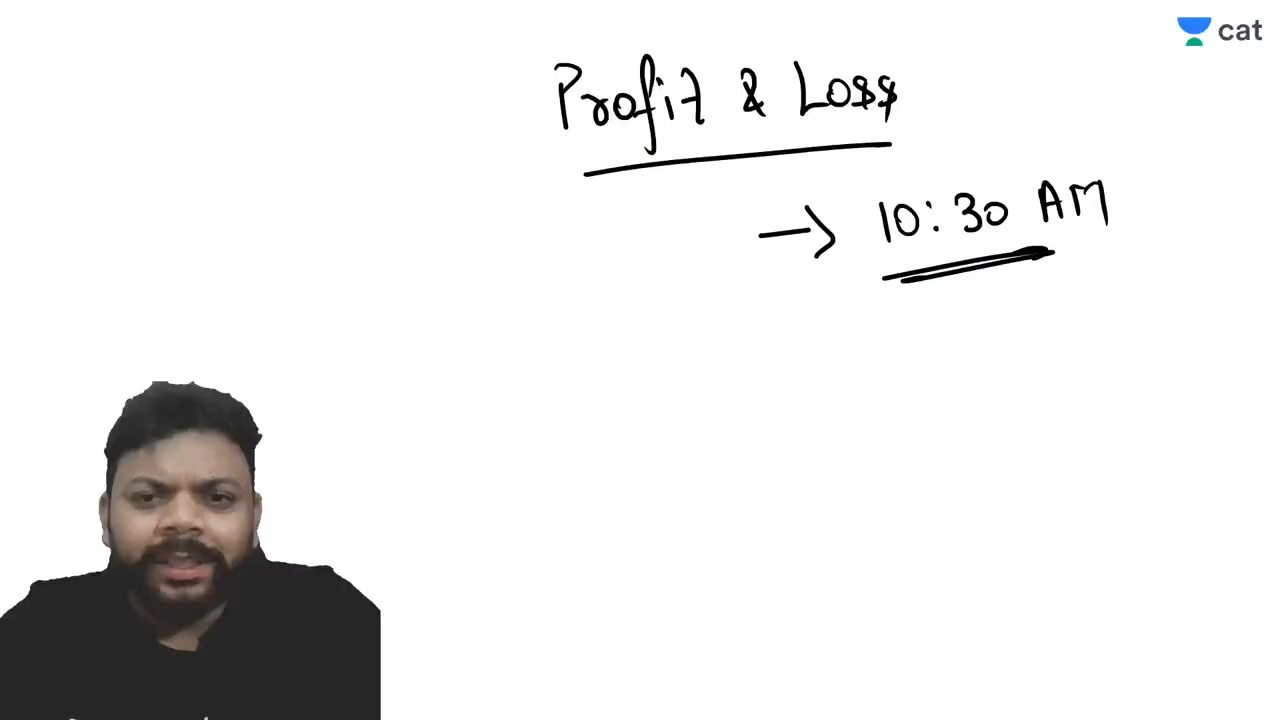 cat
Profit & Loss
→ 10:30 AM